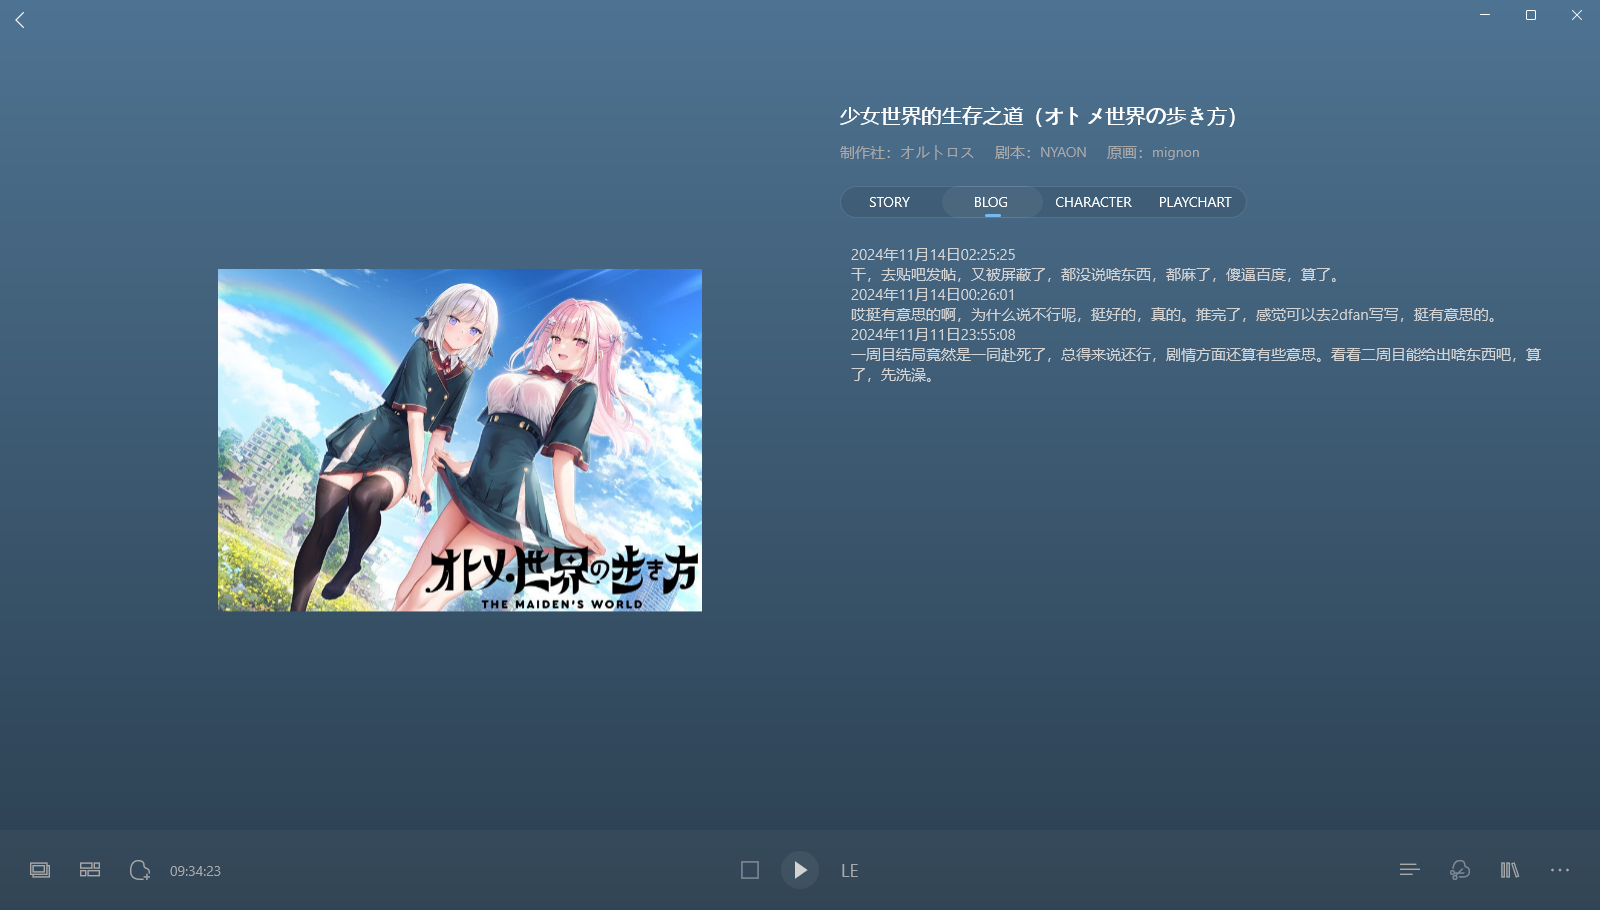 少女世界的生存之道（オトメ世界の歩き方）
制作社：オルトロス 剧本：NYAON 原画：mignon
STORY BLOG CHARACTER PLAYCHART
2024年11月14日02:25:25
干，去贴吧发帖，又被屏蔽了，都没说啥东西，都麻了，傻逼百度，算了。
2024年11月14日00:26:01
哎挺有意思的啊，为什么说不行呢，挺好的，真的。推完了，感觉可以去2dfan写写，挺有意思的。
2024年11月11日23:55:08
一周目结局竟然是一同赴死了，总得来说还行，剧情方面还算有些意思。看看二周目能给出啥东西吧，算
了，先洗澡。
オトメ世界の歩き方
THE MAIDEN'S WORLD
09:34:23
LE